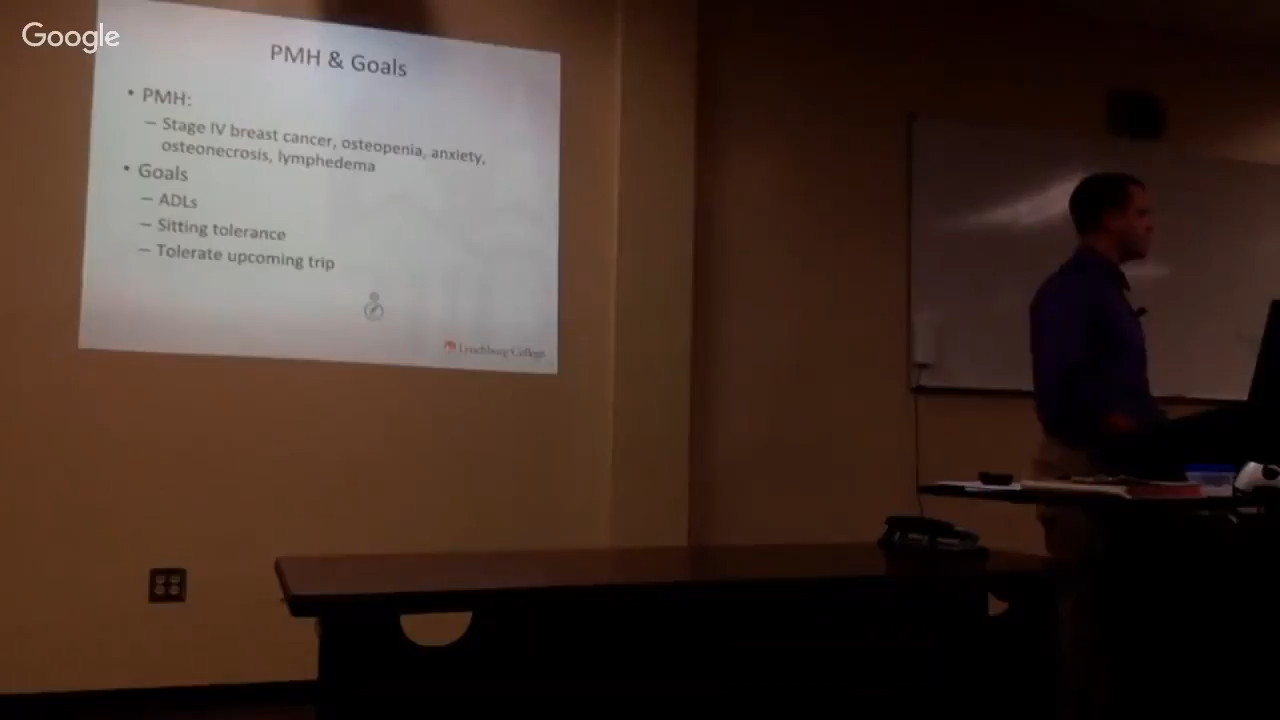 Google
PMH & Goals
• PMH:
– Stage IV breast cancer, osteopenia, anxiety,
osteonecrosis, lymphedema
• Goals
– ADLs
– Sitting tolerance
– Tolerate upcoming trip
Lynchburg College